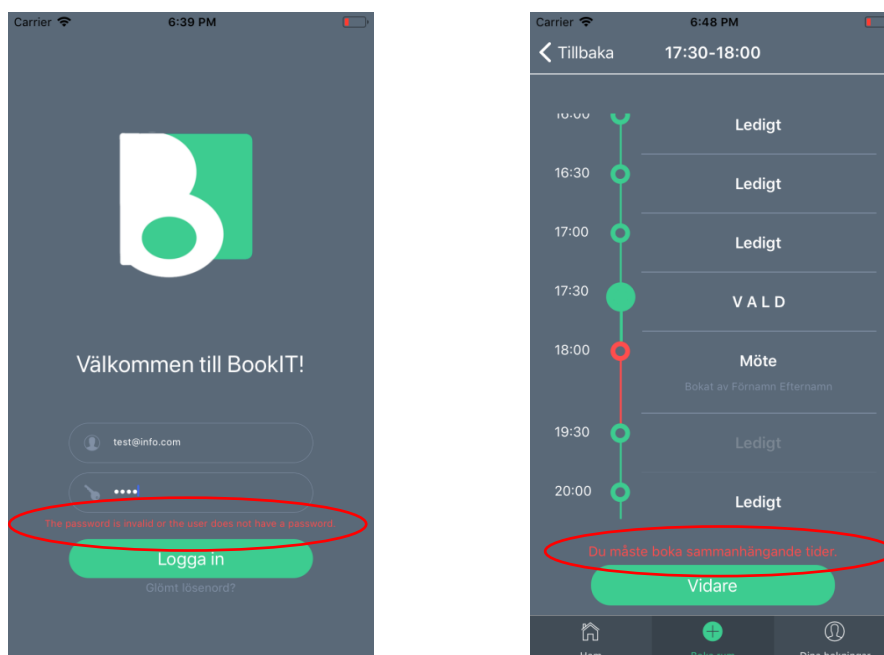 Carrier 6:39 PM
Välkommen till BookIT!
test@info.com
The password is invalid or the user does not have a password.
Logga in
Glömt lösenord?
Carrier 6:48 PM
Tillbaka 17:30-18:00
16:00 Ledigt
16:30 Ledigt
17:00 Ledigt
17:30 VALD
18:00 Möte
Bokat av Förnamn Efternamn
19:30 Ledigt
20:00 Ledigt
Du måste boka sammanhängande tider.
Vidare